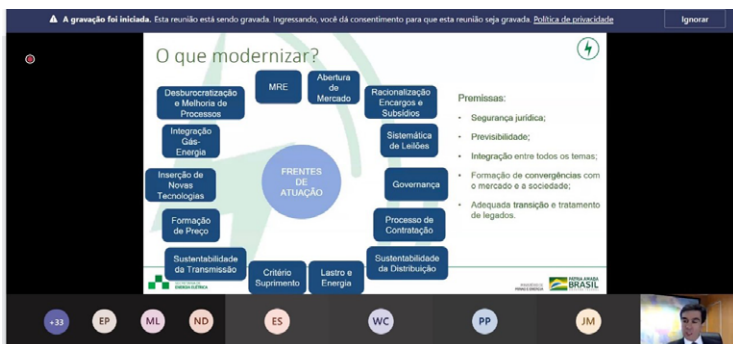 A gravação foi iniciada. Esta reunião está sendo gravada. Ingressando, você dá consentimento para que esta reunião seja gravada. Política de privacidade
Ignorar
O que modernizar?
MRE
Abertura
de
Mercado
Desburocratização
e Melhoria de
Processos
Racionalização
Encargos e
Subsídios
Integração
Gás-
Energia
Sistemática
de Leilões
Inserção de
Novas
Tecnologias
FRENTES
DE
ATUAÇÃO
Governança
Formação
de Preço
Processo de
Contratação
Sustentabilidade
da Transmissão
Critério
Suprimento
Lastro e
Energia
Sustentabilidade
da Distribuição
Premissas:
• Segurança jurídica;
• Previsibilidade;
• Integração entre todos os temas;
• Formação de convergências com
o mercado e a sociedade;
• Adequada transição e tratamento
de legados.
ENERGIA ELÉTRICA
MINAS E ENERGIA
PÁTRIA AMADA
BRASIL
+33
EP
ML
ND
ES
WC
PP
JM